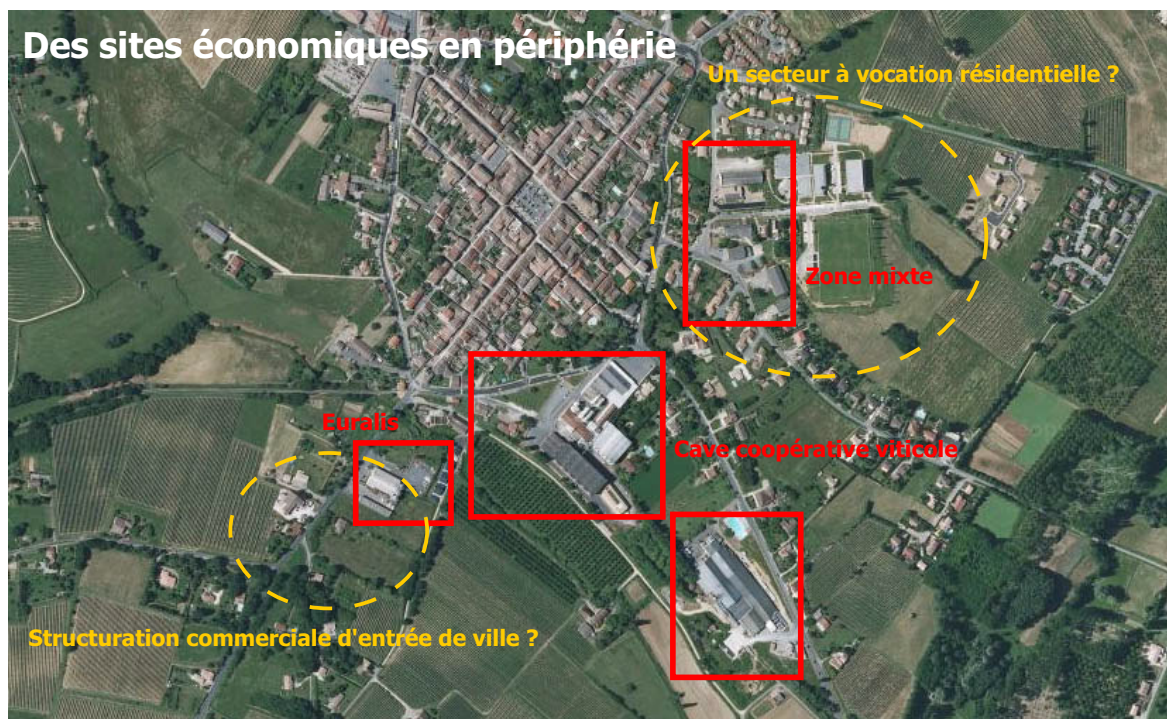 Des sites économiques en périphérie
Un secteur à vocation résidentielle ?
Zone mixte
Euralis
Cave coopérative viticole
Structuration commerciale d'entrée de ville ?